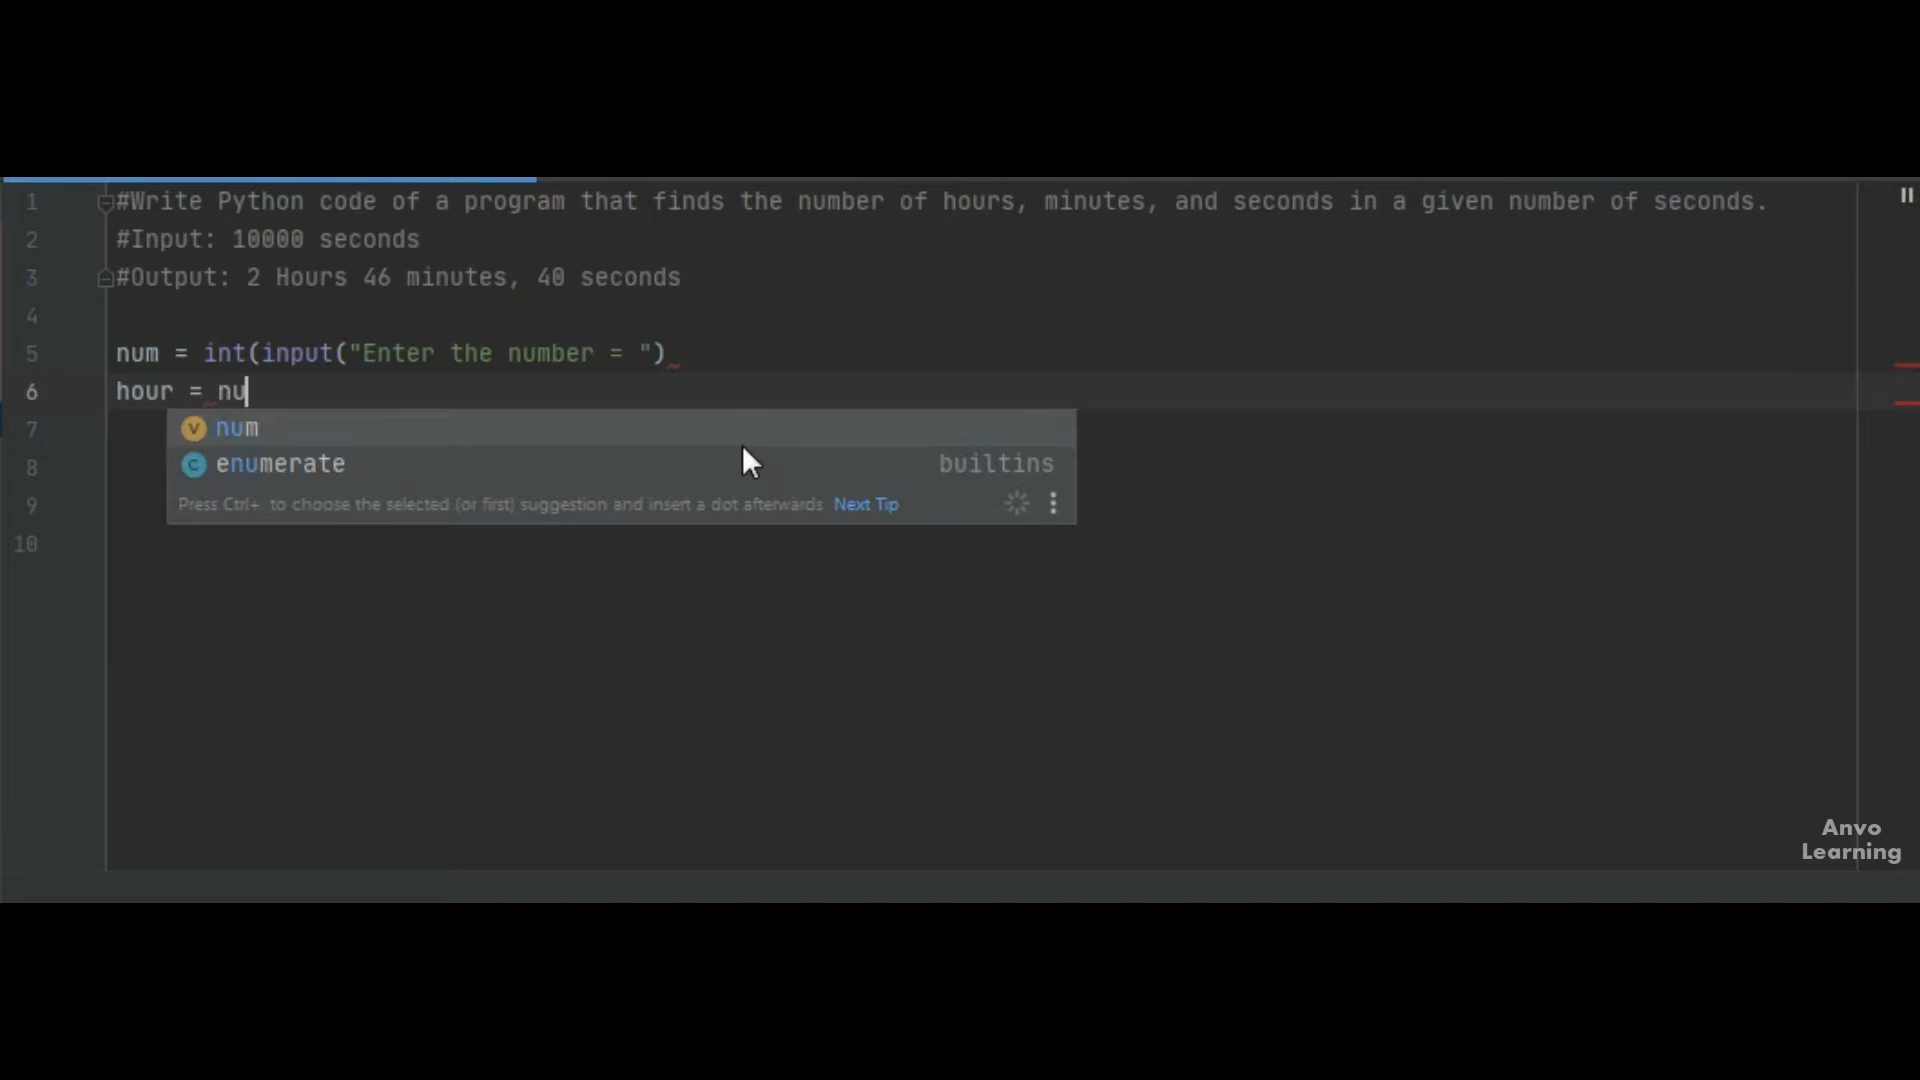 1 #Write Python code of a program that finds the number of hours, minutes, and seconds in a given number of seconds.
2 #Input: 10000 seconds
3 #Output: 2 Hours 46 minutes, 40 seconds
4
5 num = int(input("Enter the number = ")
6 hour = nu
7 V num
8 C enumerate builtins
9 Press Ctrl+ to choose the selected (or first) suggestion and insert a dot afterwards Next Tip
10
Anvo
Learning